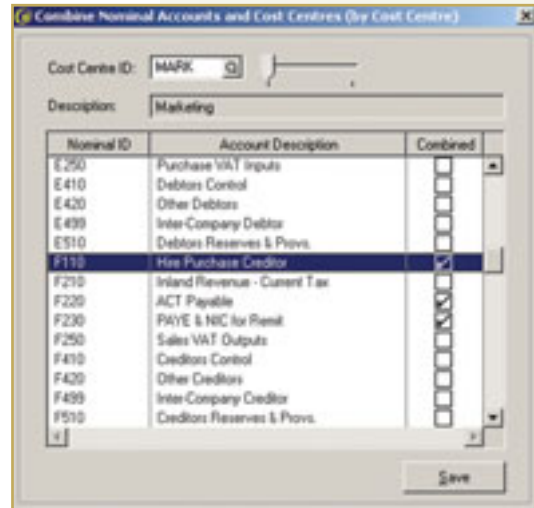 Combine Nominal Accounts and Cost Centres (by Cost Centre)
Cost Centre ID: MARK
Description: Marketing
Nominal ID Account Description Combined
E250 Purchase VAT Inputs
E410 Debtors Control
E420 Other Debtors
E499 Inter-Company Debtor
E510 Debtors Reserves & Provs.
F110 Hire Purchase Creditor
F210 Inland Revenue - Current Tax
F220 ACT Payable
F230 PAYE & NIC for Remit
F250 Sales VAT Outputs
F410 Creditors Control
F420 Other Creditors
F499 Inter-Company Creditor
F510 Creditors Reserves & Provs.
Save